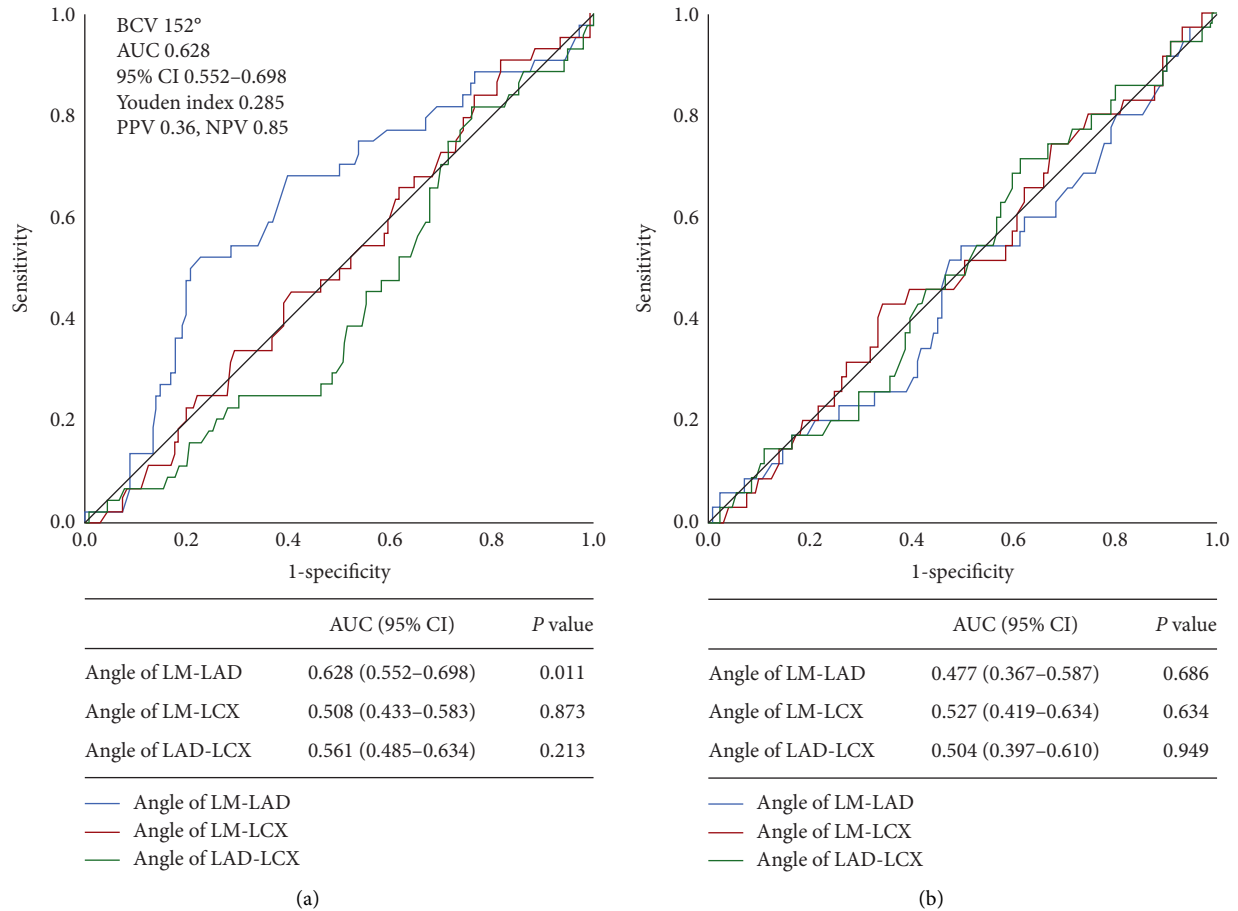 BCV 152°
AUC 0.628
95% CI 0.552–0.698
Youden index 0.285
PPV 0.36, NPV 0.85
1.0
0.8
0.6
0.4
0.2
0.0
Sensitivity
0.0 0.2 0.4 0.6 0.8 1.0
1-specificity
AUC (95% CI) P value
Angle of LM-LAD 0.628 (0.552–0.698) 0.011
Angle of LM-LCX 0.508 (0.433–0.583) 0.873
Angle of LAD-LCX 0.561 (0.485–0.634) 0.213
Angle of LM-LAD
Angle of LM-LCX
Angle of LAD-LCX
(a)
1.0
0.8
0.6
0.4
0.2
0.0
Sensitivity
0.0 0.2 0.4 0.6 0.8 1.0
1-specificity
AUC (95% CI) P value
Angle of LM-LAD 0.477 (0.367–0.587) 0.686
Angle of LM-LCX 0.527 (0.419–0.634) 0.634
Angle of LAD-LCX 0.504 (0.397–0.610) 0.949
Angle of LM-LAD
Angle of LM-LCX
Angle of LAD-LCX
(b)